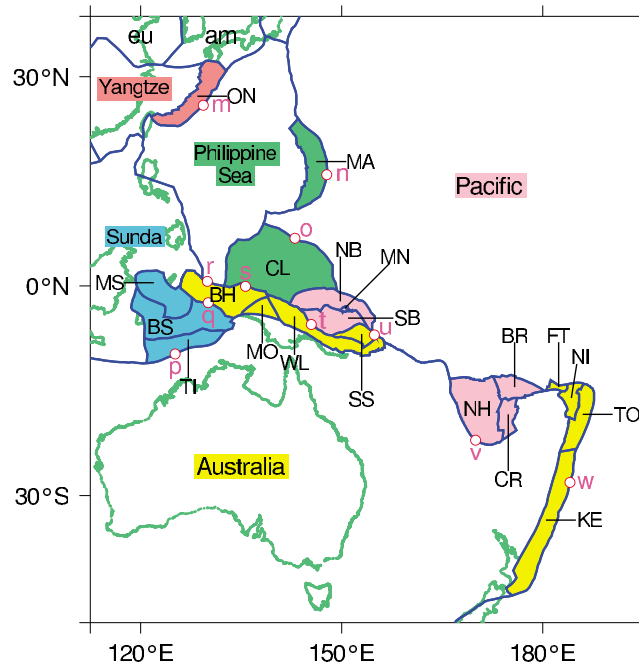 eu
am
30°N
Yangtze
ON
m
Philippine
Sea
MA
n
Pacific
Sunda
o
NB
MN
r
s
CL
MS
0°N
BH
q
t
u
SB
BS
p
TI
MO
WL
SS
BR
FT
NI
NH
TO
v
CR
Australia
w
30°S
KE
120°E
150°E
180°E